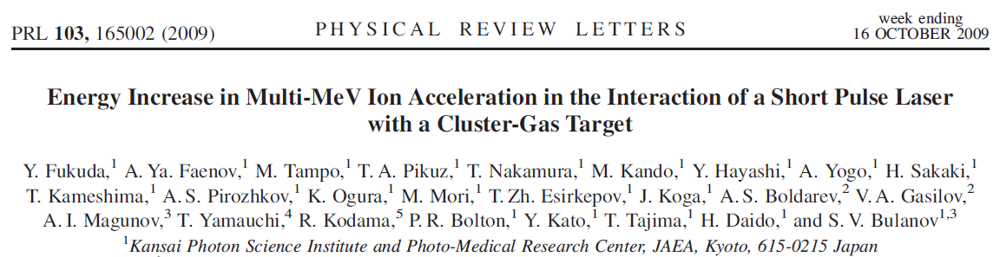 PRL 103, 165002 (2009) PHYSICAL REVIEW LETTERS week ending 16 OCTOBER 2009
Energy Increase in Multi-MeV Ion Acceleration in the Interaction of a Short Pulse Laser
with a Cluster-Gas Target
Y. Fukuda,1 A. Ya. Faenov,1 M. Tampo,1 T. A. Pikuz,1 T. Nakamura,1 M. Kando,1 Y. Hayashi,1 A. Yogo,1 H. Sakaki,1
T. Kameshima,1 A. S. Pirozhkov,1 K. Ogura,1 M. Mori,1 T. Zh. Esirkepov,1 J. Koga,1 A. S. Boldarev,2 V. A. Gasilov,2
A. I. Magunov,3 T. Yamauchi,4 R. Kodama,5 P. R. Bolton,1 Y. Kato,1 T. Tajima,1 H. Daido,1 and S. V. Bulanov1,3
1Kansai Photon Science Institute and Photo-Medical Research Center, JAEA, Kyoto, 615-0215 Japan